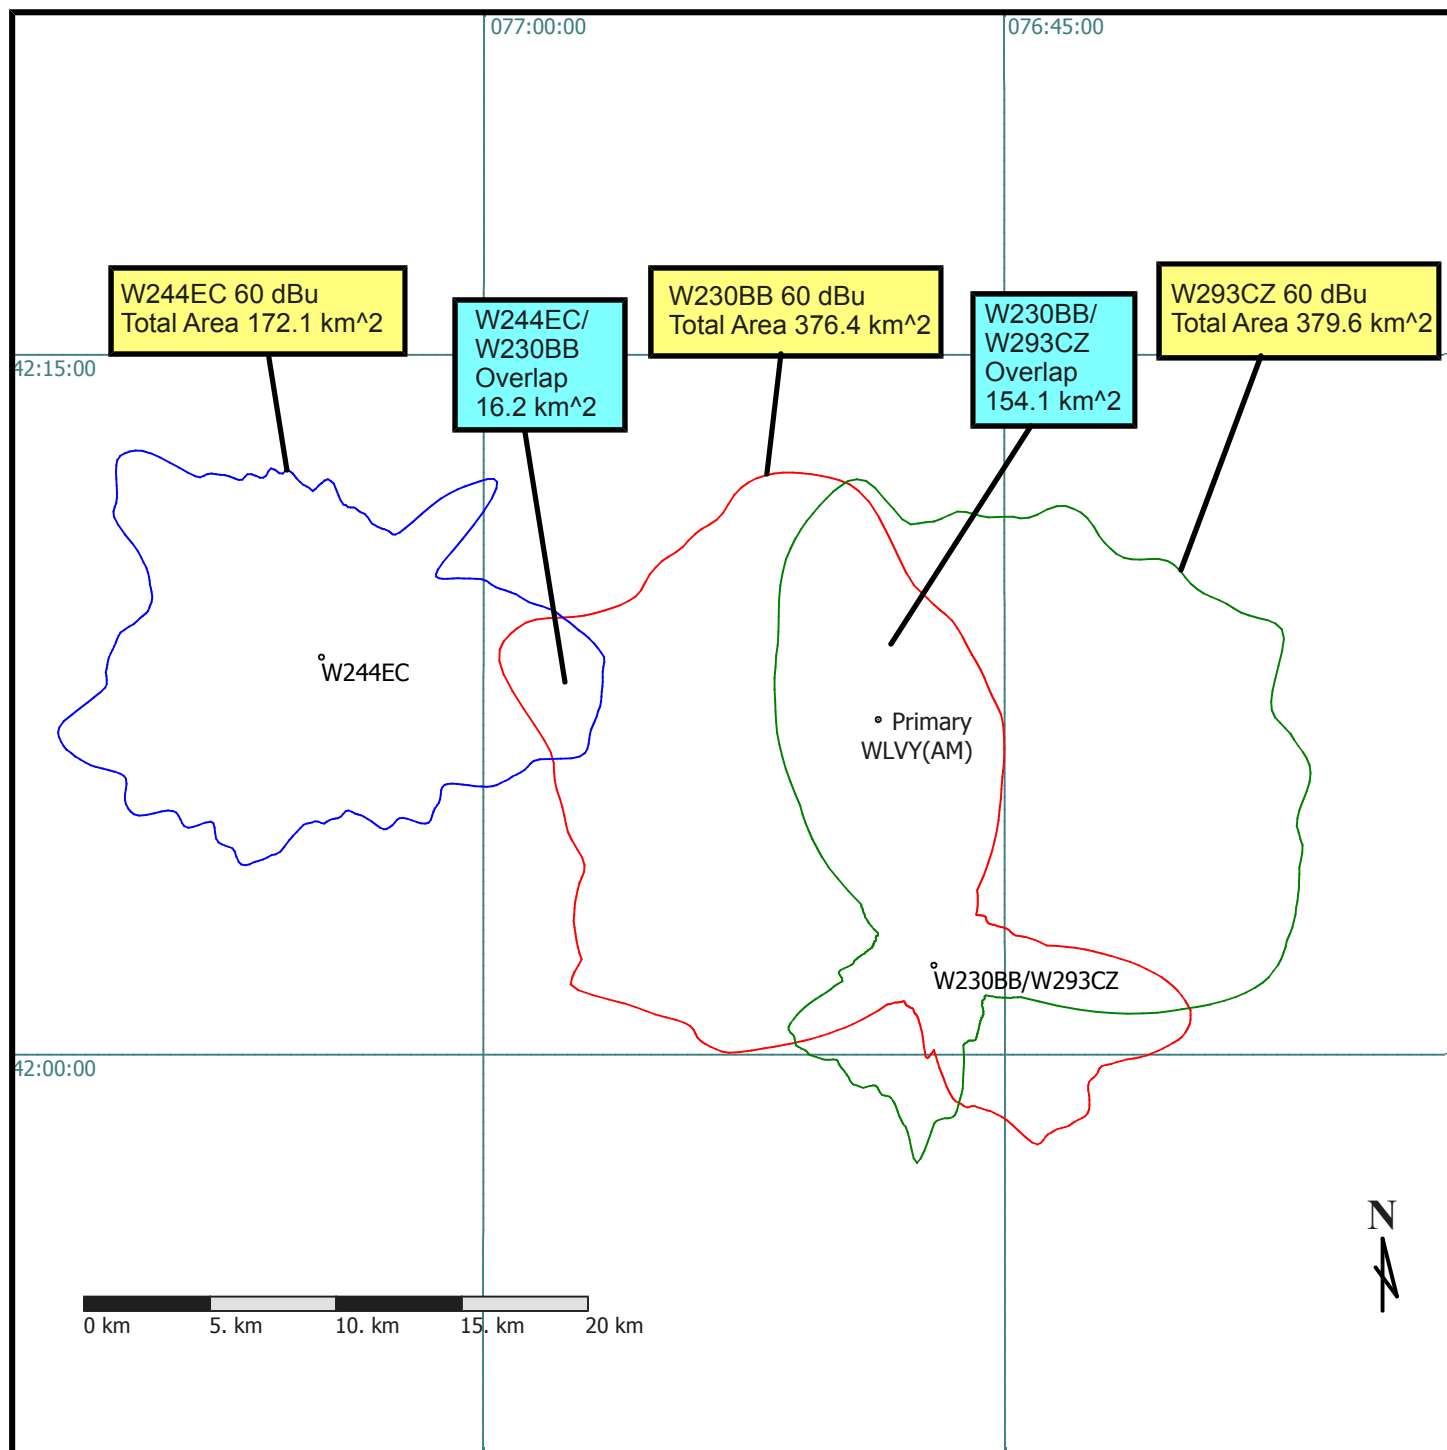 077:00:00
076:45:00
W244EC 60 dBu
Total Area 172.1 km^2
W244EC/
W230BB
Overlap
16.2 km^2
W230BB 60 dBu
Total Area 376.4 km^2
W230BB/
W293CZ
Overlap
154.1 km^2
W293CZ 60 dBu
Total Area 379.6 km^2
42:15:00
W244EC
Primary
WLVY(AM)
W230BB/W293CZ
42:00:00
N
0 km 5. km 10. km 15. km 20 km